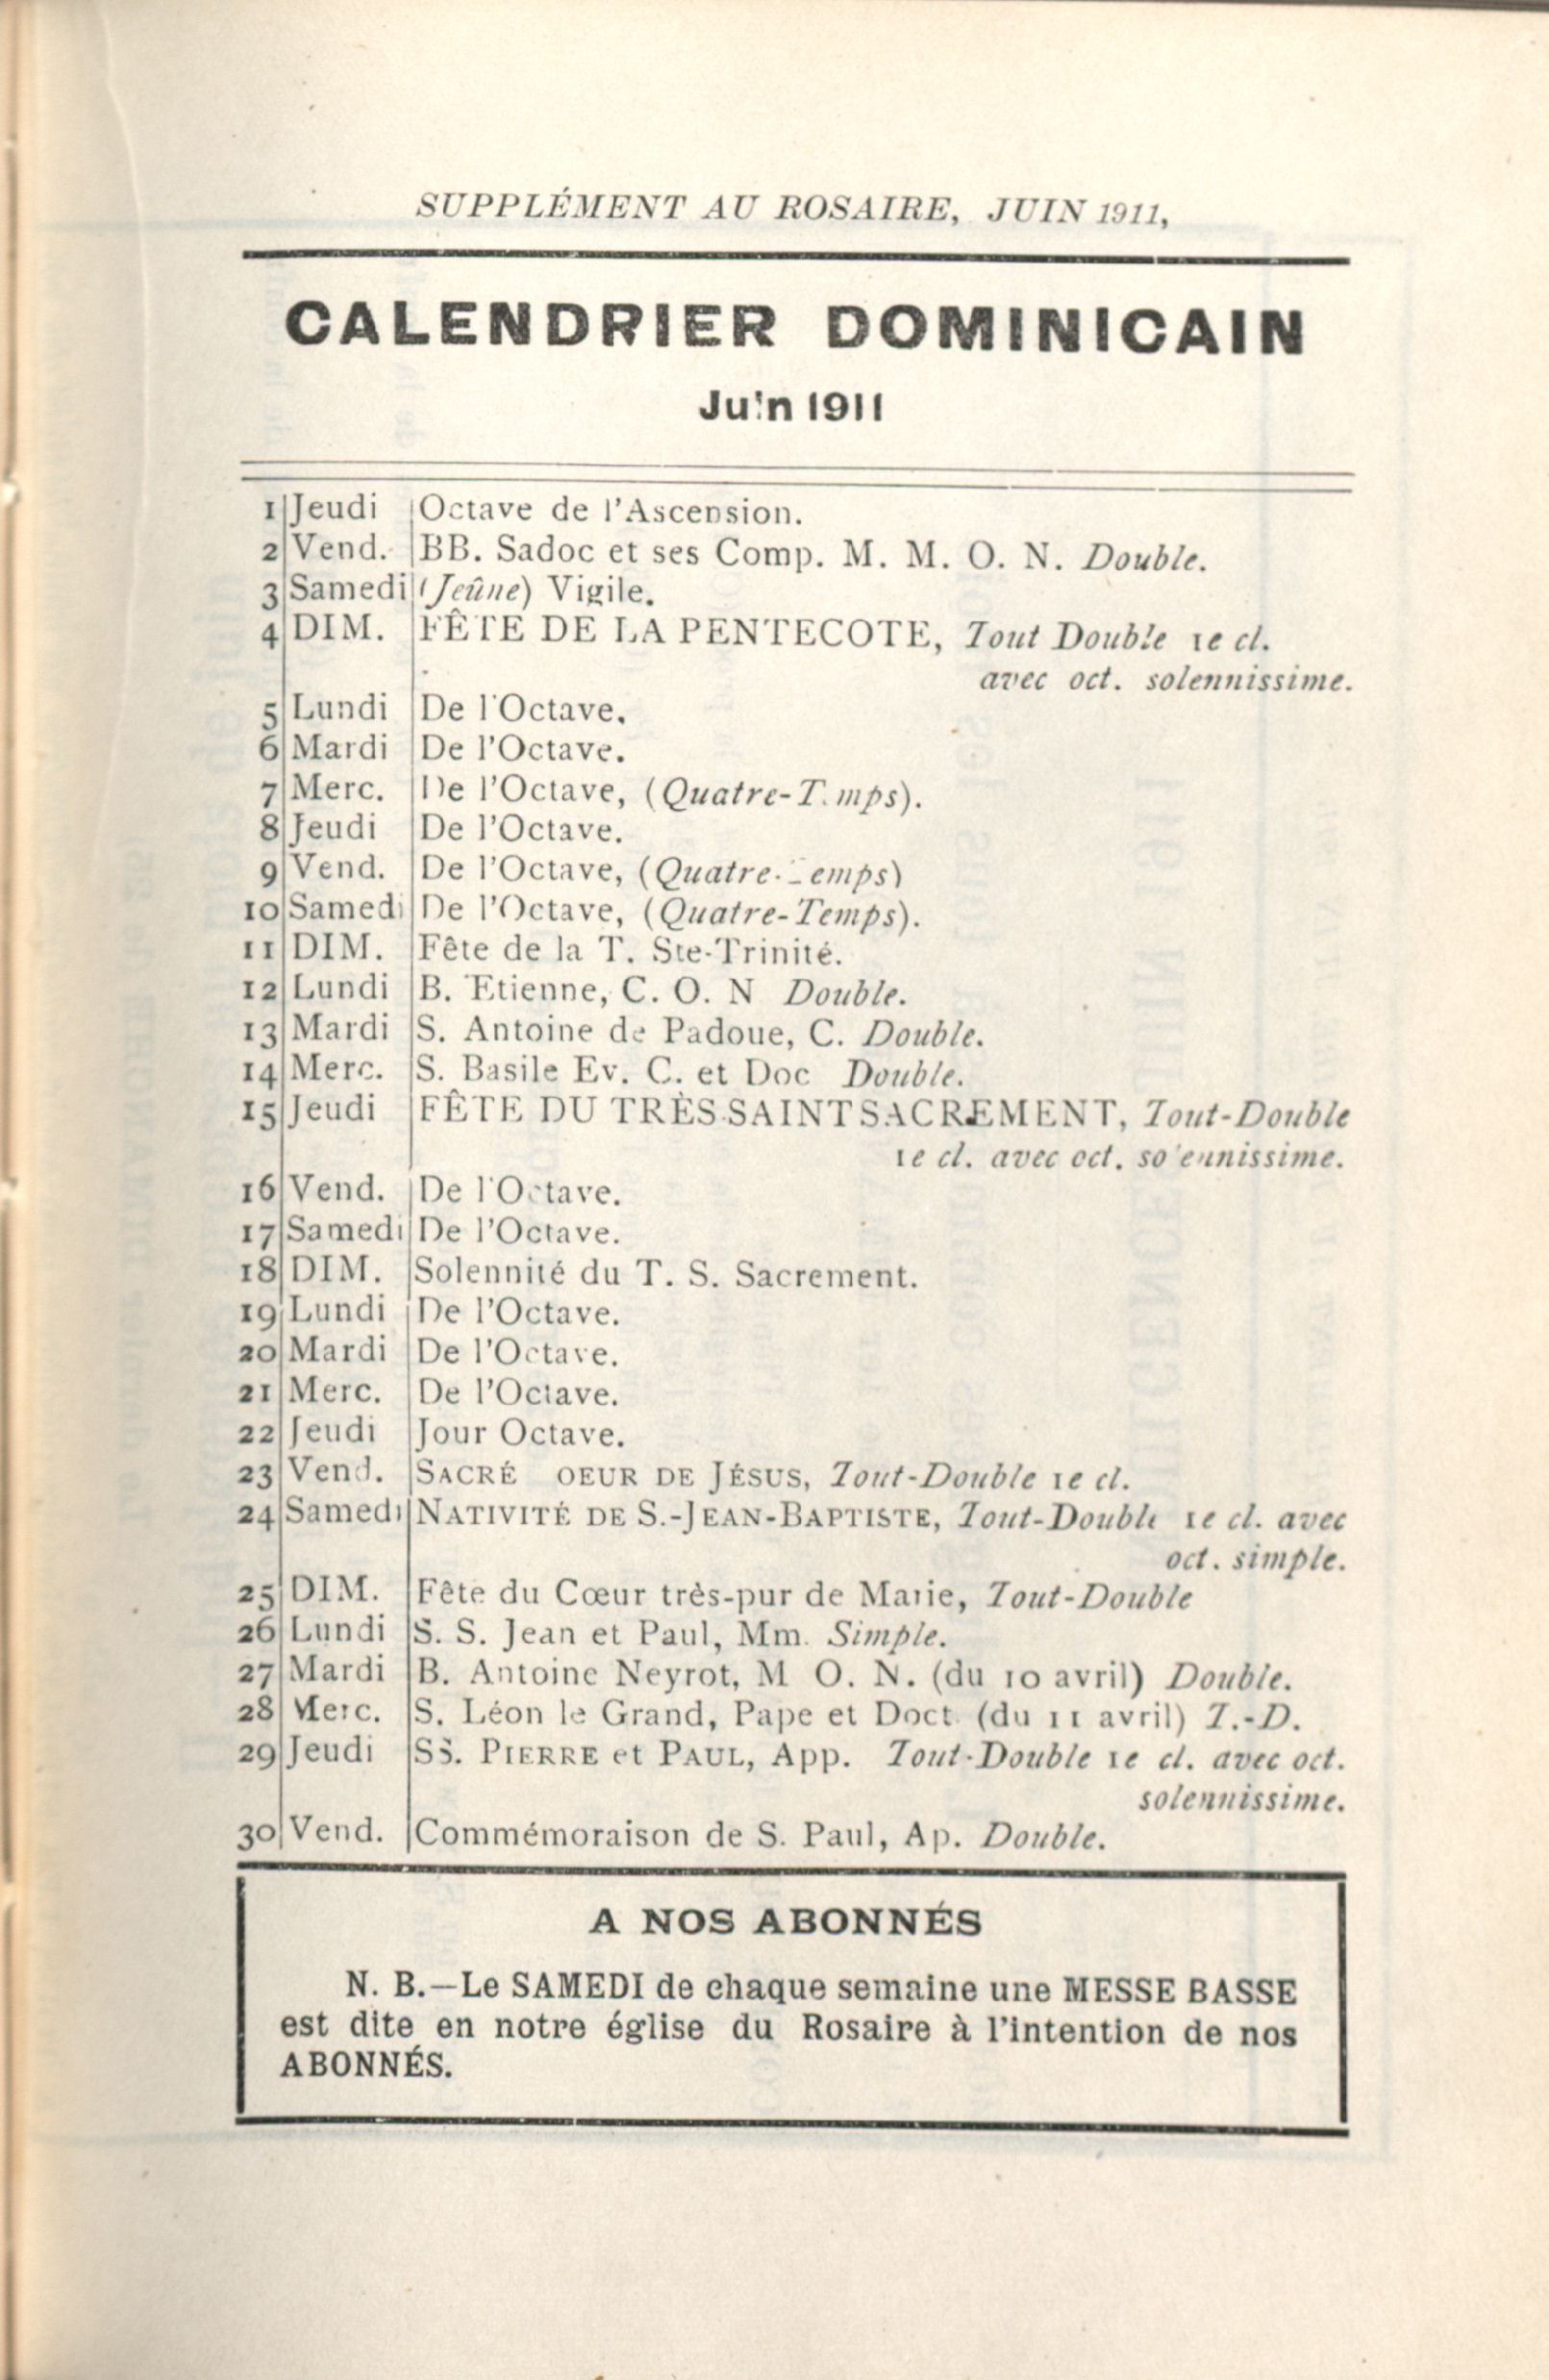 SUPPLÉMENT AU ROSAIRE, JUIN 1911,
CALENDRIER DOMINICAIN
Juin 1911
1 Jeudi Octave de l'Ascension.
2 Vend. BB. Sadoc et ses Comp. M. M. O. N. Double.
3 Samedi (Jeûne) Vigile.
4 DIM. FÊTE DE LA PENTECOTE, Tout Double 1e cl.
avec oct. solennissime.
5 Lundi De l'Octave.
6 Mardi De l'Octave.
7 Merc. De l'Octave, (Quatre-T.mps).
8 Jeudi De l'Octave.
9 Vend. De l'Octave, (Quatre-Temps)
10 Samedi De l'Octave, (Quatre-Temps).
11 DIM. Fête de la T. Ste-Trinité.
12 Lundi B. Etienne, C. O. N Double.
13 Mardi S. Antoine de Padoue, C. Double.
14 Merc. S. Basile Ev. C. et Doc Double.
15 Jeudi FÊTE DU TRÈS SAINT SACREMENT, Tout-Double
1e cl. avec oct. so'ennissime.
16 Vend. De l'Octave.
17 Samedi De l'Octave.
18 DIM. Solennité du T. S. Sacrement.
19 Lundi De l'Octave.
20 Mardi De l'Octave.
21 Merc. De l'Octave.
22 Jeudi Jour Octave.
23 Vend. SACRÉ OEUR DE JÉSUS, Tout-Double 1e cl.
24 Samedi NATIVITÉ DE S.-JEAN-BAPTISTE, Tout-Double 1e cl. avec
oct. simple.
25 DIM. Fête du Cœur très-pur de Marie, Tout-Double
26 Lundi S. S. Jean et Paul, Mm. Simple.
27 Mardi B. Antoine Neyrot, M O. N. (du 10 avril) Double.
28 Merc. S. Léon le Grand, Pape et Doct. (du 11 avril) T.-D.
29 Jeudi SS. PIERRE et PAUL, App. Tout-Double 1e cl. avec oct.
solennissime.
30 Vend. Commémoraison de S. Paul, Ap. Double.
A NOS ABONNÉS
N. B.—Le SAMEDI de chaque semaine une MESSE BASSE
est dite en notre église du Rosaire à l'intention de nos
ABONNÉS.